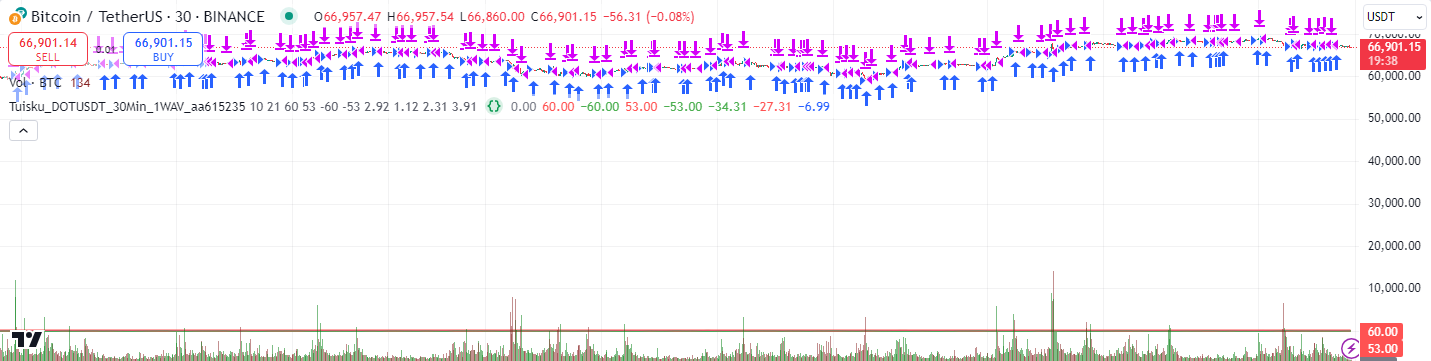 Bitcoin / TetherUS · 30 · BINANCE O66,957.47 H66,957.54 L66,860.00 C66,901.15 −56.31 (−0.08%)
USDT
70,000.00
66,901.14 SELL 0.01 66,901.15 BUY
66,901.15
19:38
60,000.00
Vol · BTC 134
Tuisku_DOTUSDT_30Min_1WAV_aa615235 10 21 60 53 -60 -53 2.92 1.12 2.31 3.91 {} 0.00 60.00 −60.00 53.00 −53.00 −34.31 −27.31 −6.99
50,000.00
40,000.00
30,000.00
20,000.00
10,000.00
60.00
53.00